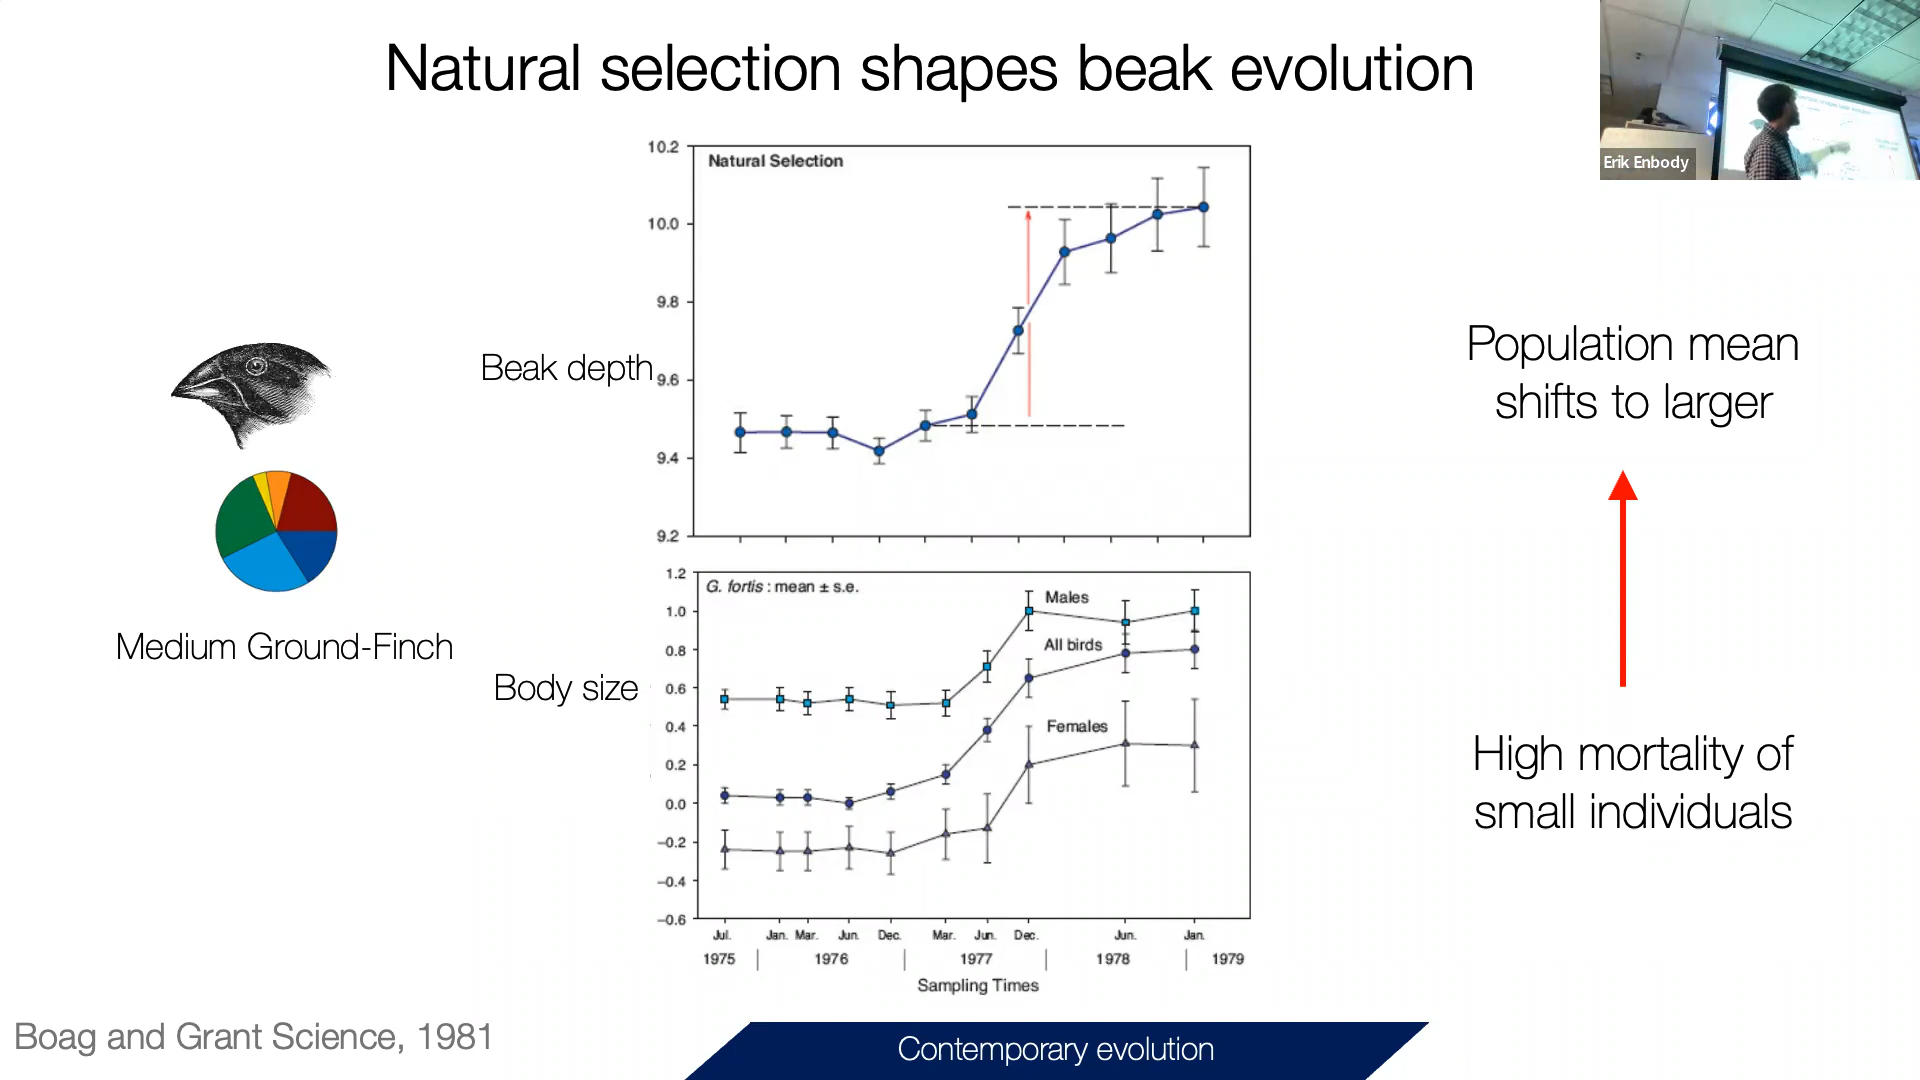 Natural selection shapes beak evolution
Erik Enbody
Natural Selection
10.2
10.0
9.8
9.6
9.4
9.2
Beak depth
Medium Ground-Finch
G. fortis : mean ± s.e.
Males
All birds
Females
1.2
1.0
0.8
0.6
0.4
0.2
0.0
−0.2
−0.4
−0.6
Body size
Jul. Jan. Mar. Jun. Dec. Mar. Jun. Dec. Jun. Jan.
1975 1976 1977 1978 1979
Sampling Times
Population mean
shifts to larger
High mortality of
small individuals
Boag and Grant Science, 1981
Contemporary evolution